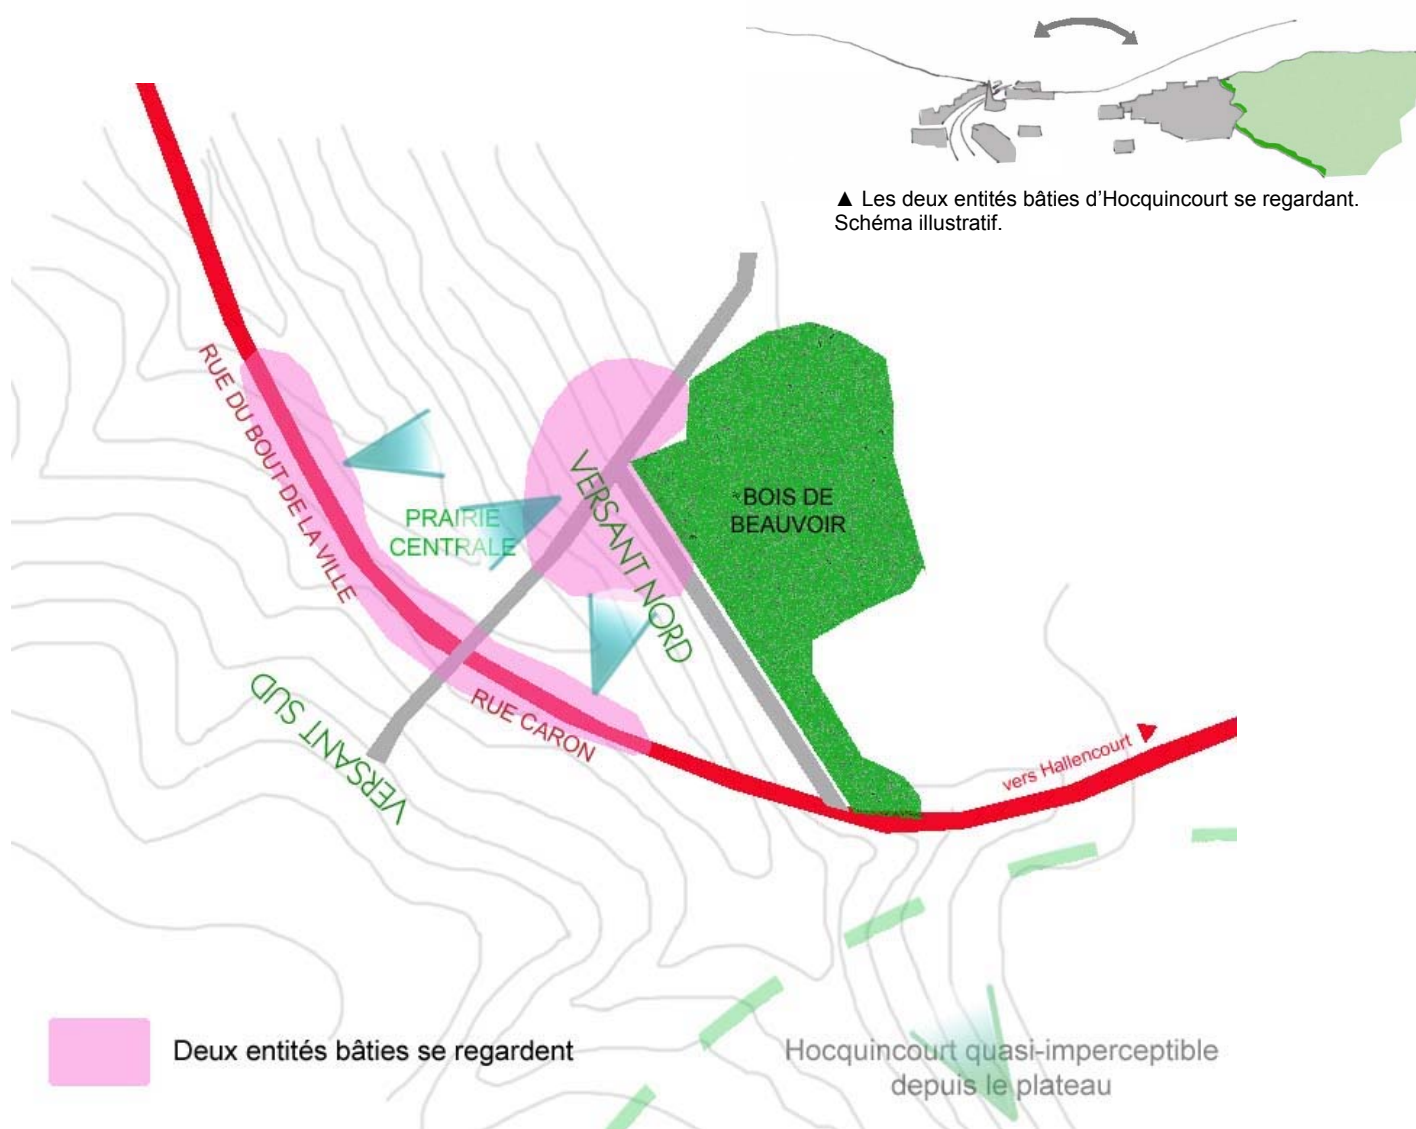 ▲ Les deux entités bâties d'Hocquincourt se regardant.
Schéma illustratif.
RUE DU BOUT DE LA VILLE
PRAIRIE
CENTRALE
VERSANT NORD
BOIS DE
BEAUVOIR
VERSANT SUD
RUE CARON
vers Hallencourt
Deux entités bâties se regardent
Hocquincourt quasi-imperceptible
depuis le plateau